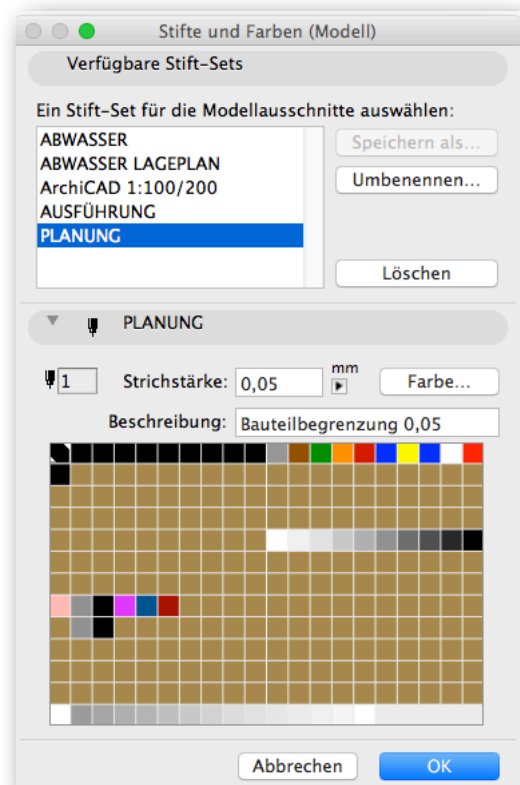 Stifte und Farben (Modell)
Verfügbare Stift-Sets
Ein Stift-Set für die Modellausschnitte auswählen:
ABWASSER
ABWASSER LAGEPLAN
ArchiCAD 1:100/200
AUSFÜHRUNG
PLANUNG
Speichern als...
Umbenennen...
Löschen
PLANUNG
1 Strichstärke: 0,05 mm Farbe...
Beschreibung: Bauteilbegrenzung 0,05
Abbrechen OK